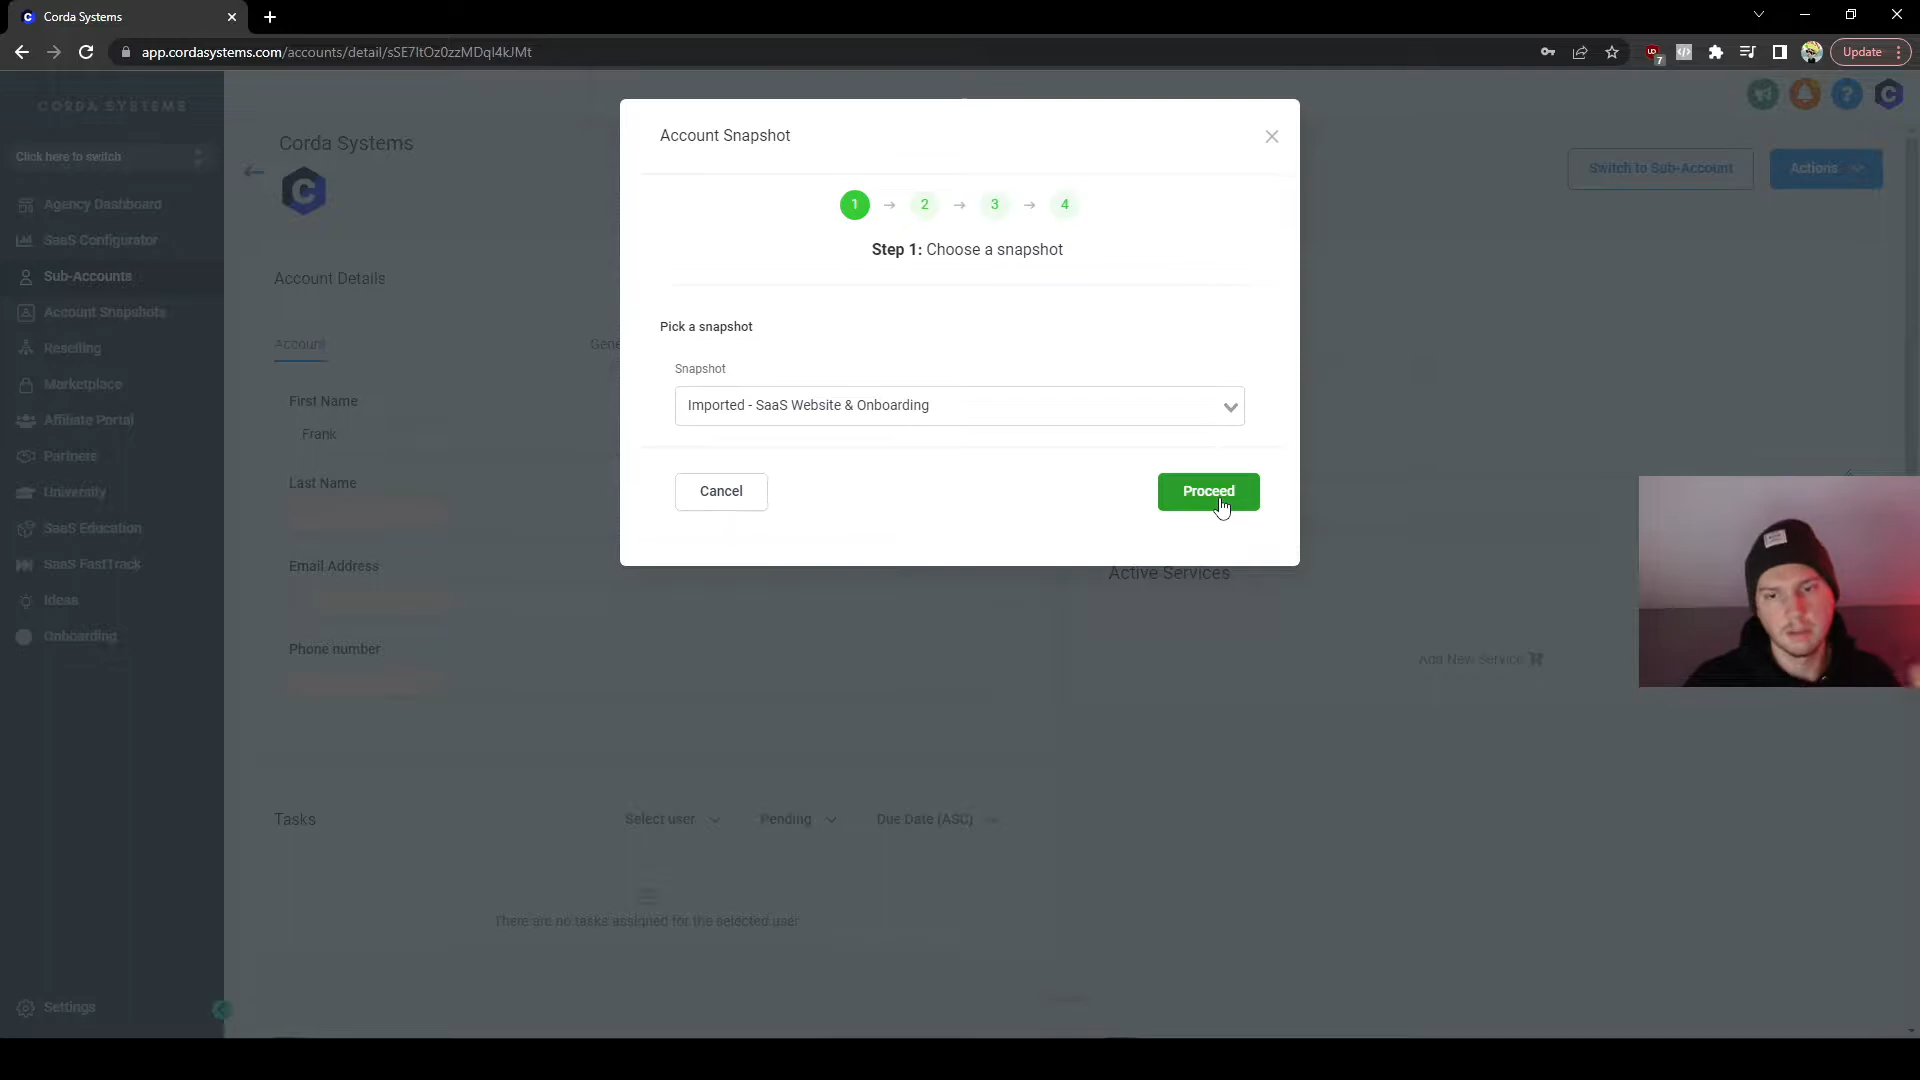 Corda Systems
app.cordasystems.com/accounts/detail/sSE7ltOz0zzMDqI4kJMt
7
Update
CORDA SYSTEMS
Click here to switch
Agency Dashboard
SaaS Configurator
Sub-Accounts
Account Snapshots
Reselling
Marketplace
Affiliate Portal
Partners
University
SaaS Education
SaaS FastTrack
Ideas
Onboarding
Settings
Corda Systems
Switch to Sub-Account
Actions
Account Details
Account
Gene
First Name
Frank
Last Name
Email Address
Phone number
Account Snapshot
1 → 2 → 3 → 4
Step 1: Choose a snapshot
Pick a snapshot
Snapshot
Imported - SaaS Website & Onboarding
Cancel
Proceed
Active Services
Add New Service
Tasks
Select user
Pending
Due Date (ASC)
There are no tasks assigned for the selected user